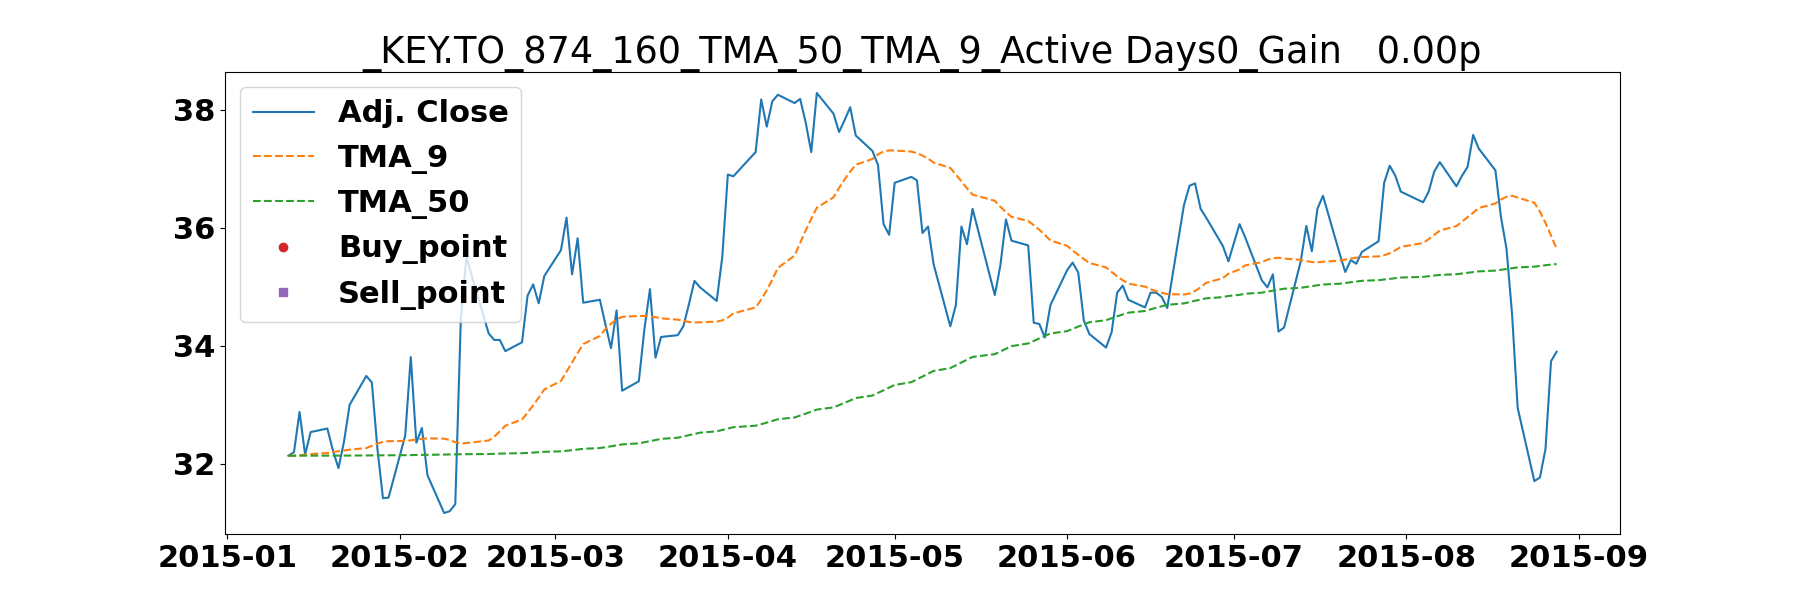 _KEY.TO_874_160_TMA_50_TMA_9_Active Days0_Gain   0.00p
38
36
34
32
Adj. Close
TMA_9
TMA_50
Buy_point
Sell_point
2015-01 2015-02 2015-03 2015-04 2015-05 2015-06 2015-07 2015-08 2015-09